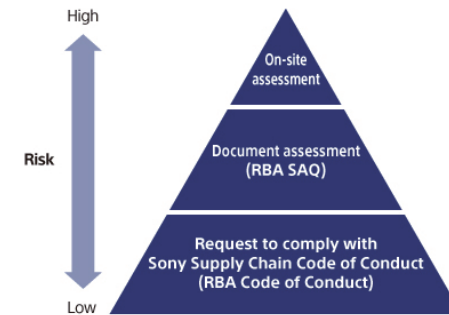 High
On-site
assessment
Document assessment
(RBA SAQ)
Risk
Request to comply with
Sony Supply Chain Code of Conduct
(RBA Code of Conduct)
Low